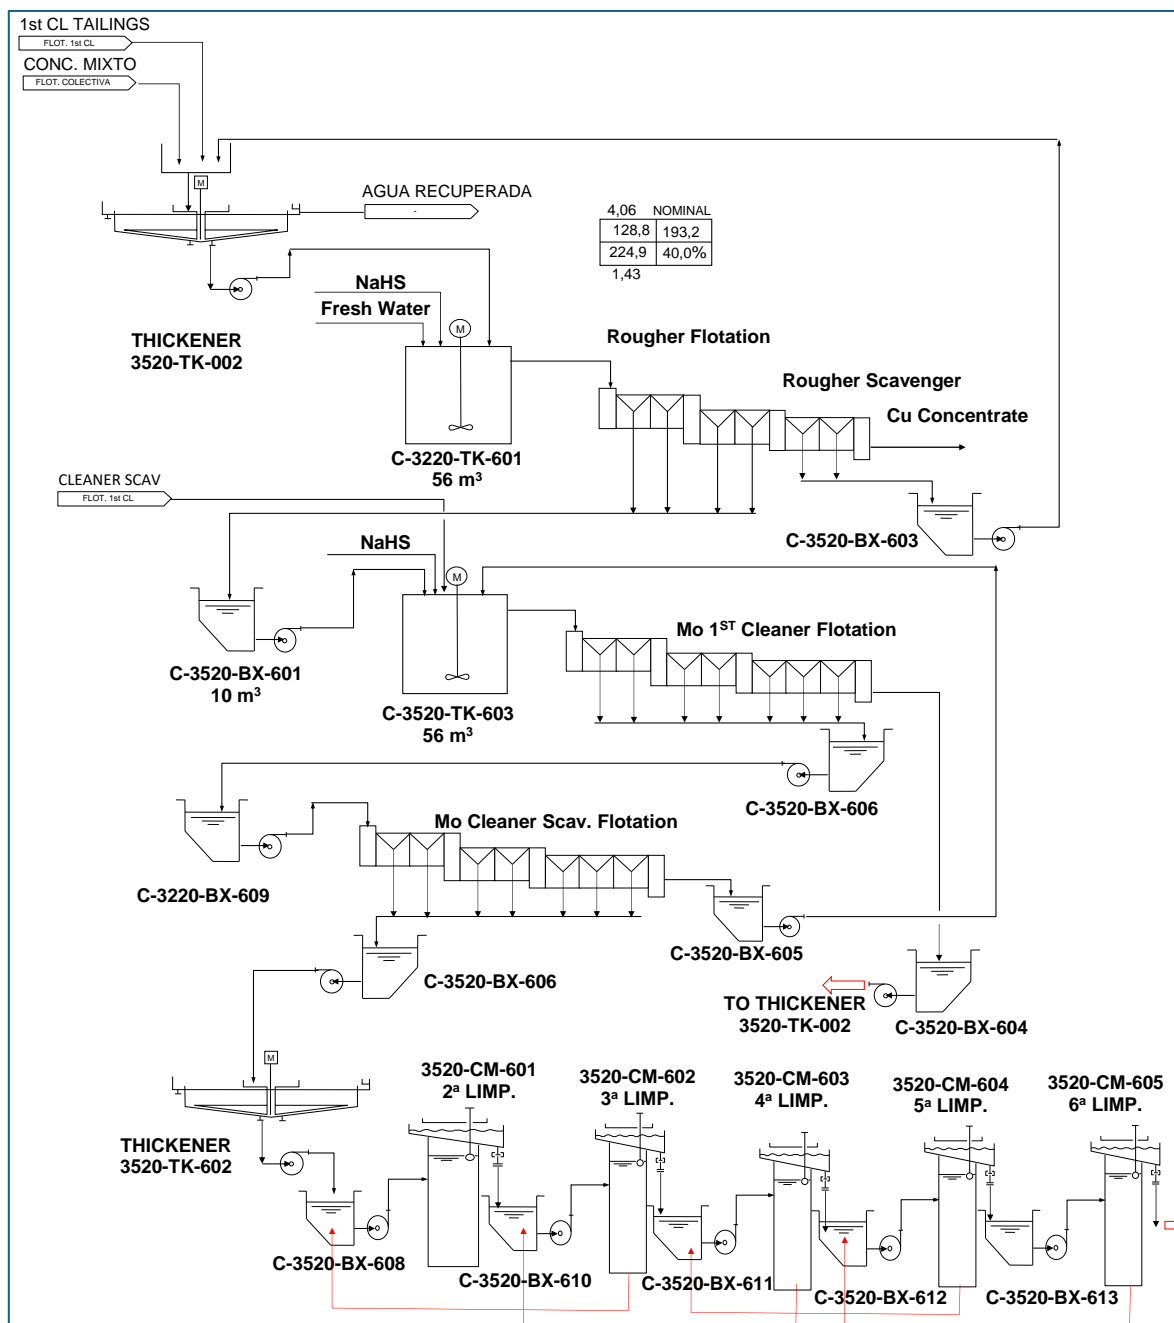 1st CL TAILINGS
FLOT. 1st CL
CONC. MIXTO
FLOT. COLECTIVA
M
AGUA RECUPERADA
-
4,06 NOMINAL
128,8 193,2
224,9 40,0%
1,43
NaHS
Fresh Water
THICKENER
3520-TK-002
M
Rougher Flotation
Rougher Scavenger
Cu Concentrate
C-3220-TK-601
56 m³
CLEANER SCAV
FLOT. 1st CL
C-3520-BX-603
NaHS
M
Mo 1ST Cleaner Flotation
C-3520-BX-601
10 m³
C-3520-TK-603
56 m³
C-3520-BX-606
Mo Cleaner Scav. Flotation
C-3220-BX-609
C-3520-BX-605
C-3520-BX-606
TO THICKENER
3520-TK-002
C-3520-BX-604
M
THICKENER
3520-TK-602
3520-CM-601
2ª LIMP.
3520-CM-602
3ª LIMP.
3520-CM-603
4ª LIMP.
3520-CM-604
5ª LIMP.
3520-CM-605
6ª LIMP.
C-3520-BX-608
C-3520-BX-610
C-3520-BX-611
C-3520-BX-612
C-3520-BX-613